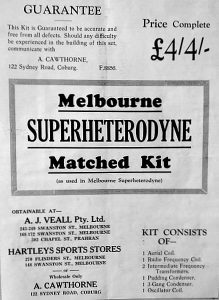 GUARANTEE
This Kit is Guaranteed to be accurate and
free from all defects. Should any difficulty
be experienced in the building of this set,
communicate with
A. CAWTHORNE,
122 Sydney Road, Coburg.
Price Complete
£4/4/-
Melbourne
SUPERHETERODYNE
Matched Kit
(as used in Melbourne Superheterodyne)
OBTAINABLE AT—
A. J. VEALL Pty. Ltd.
243-249 SWANSTON ST., MELBOURNE
168-172 SWANSTON ST., MELBOURNE
302 CHAPEL ST., PRAHRAN
HARTLEYS SPORTS STORES
270 FLINDERS ST., MELBOURNE
148 SWANSTON ST., MELBOURNE
OR—
Wholesale Only
A. CAWTHORNE
122 SYDNEY ROAD, COBURG
KIT CONSISTS
OF—
1 Aerial Coil.
1 Radio Frequency Coil.
2 Intermediate Frequency
Transformers.
1 Padding Condenser.
1 3-Gang Condenser.
1 Oscillator Coil.